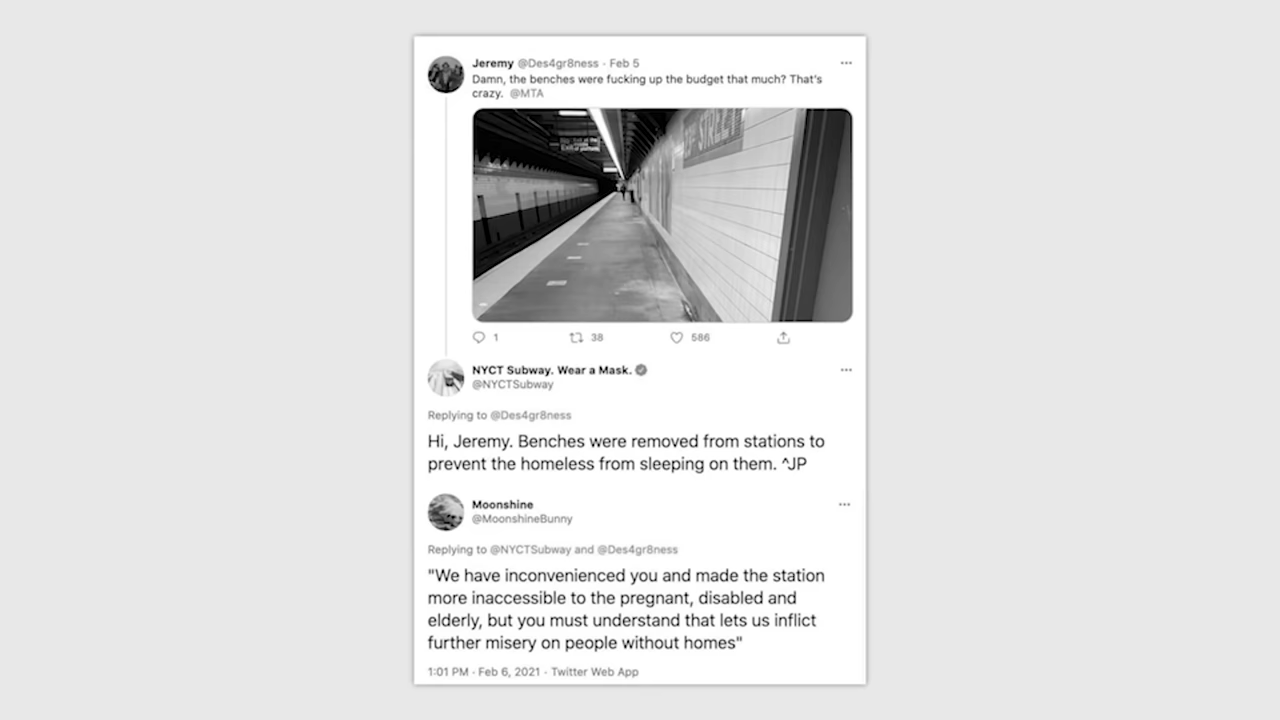 Jeremy @Des4gr8ness · Feb 5
Damn, the benches were fucking up the budget that much? That's
crazy. @MTA
STREET
1 38 586
NYCT Subway. Wear a Mask.
@NYCTSubway
Replying to @Des4gr8ness
Hi, Jeremy. Benches were removed from stations to
prevent the homeless from sleeping on them. ^JP
Moonshine
@MoonshineBunny
Replying to @NYCTSubway and @Des4gr8ness
"We have inconvenienced you and made the station
more inaccessible to the pregnant, disabled and
elderly, but you must understand that lets us inflict
further misery on people without homes"
1:01 PM · Feb 6, 2021 · Twitter Web App